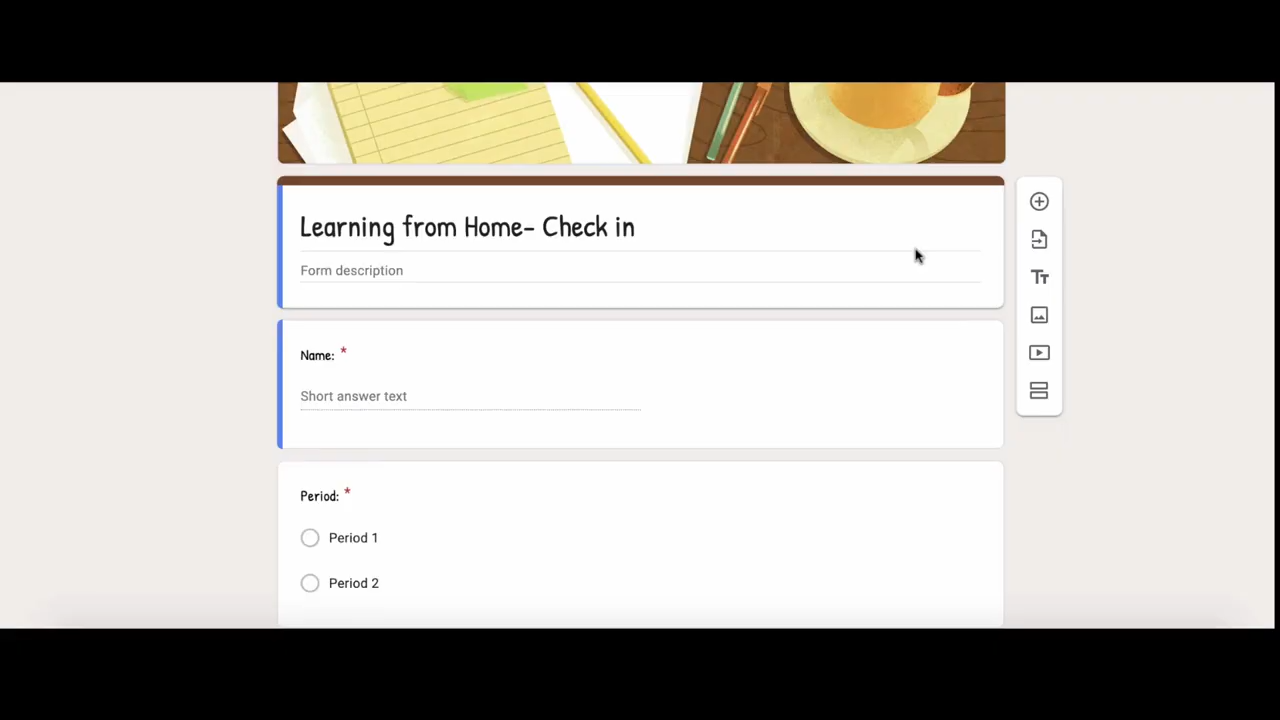 Learning from Home- Check in
Form description
Name: *
Short answer text
Period: *
Period 1
Period 2